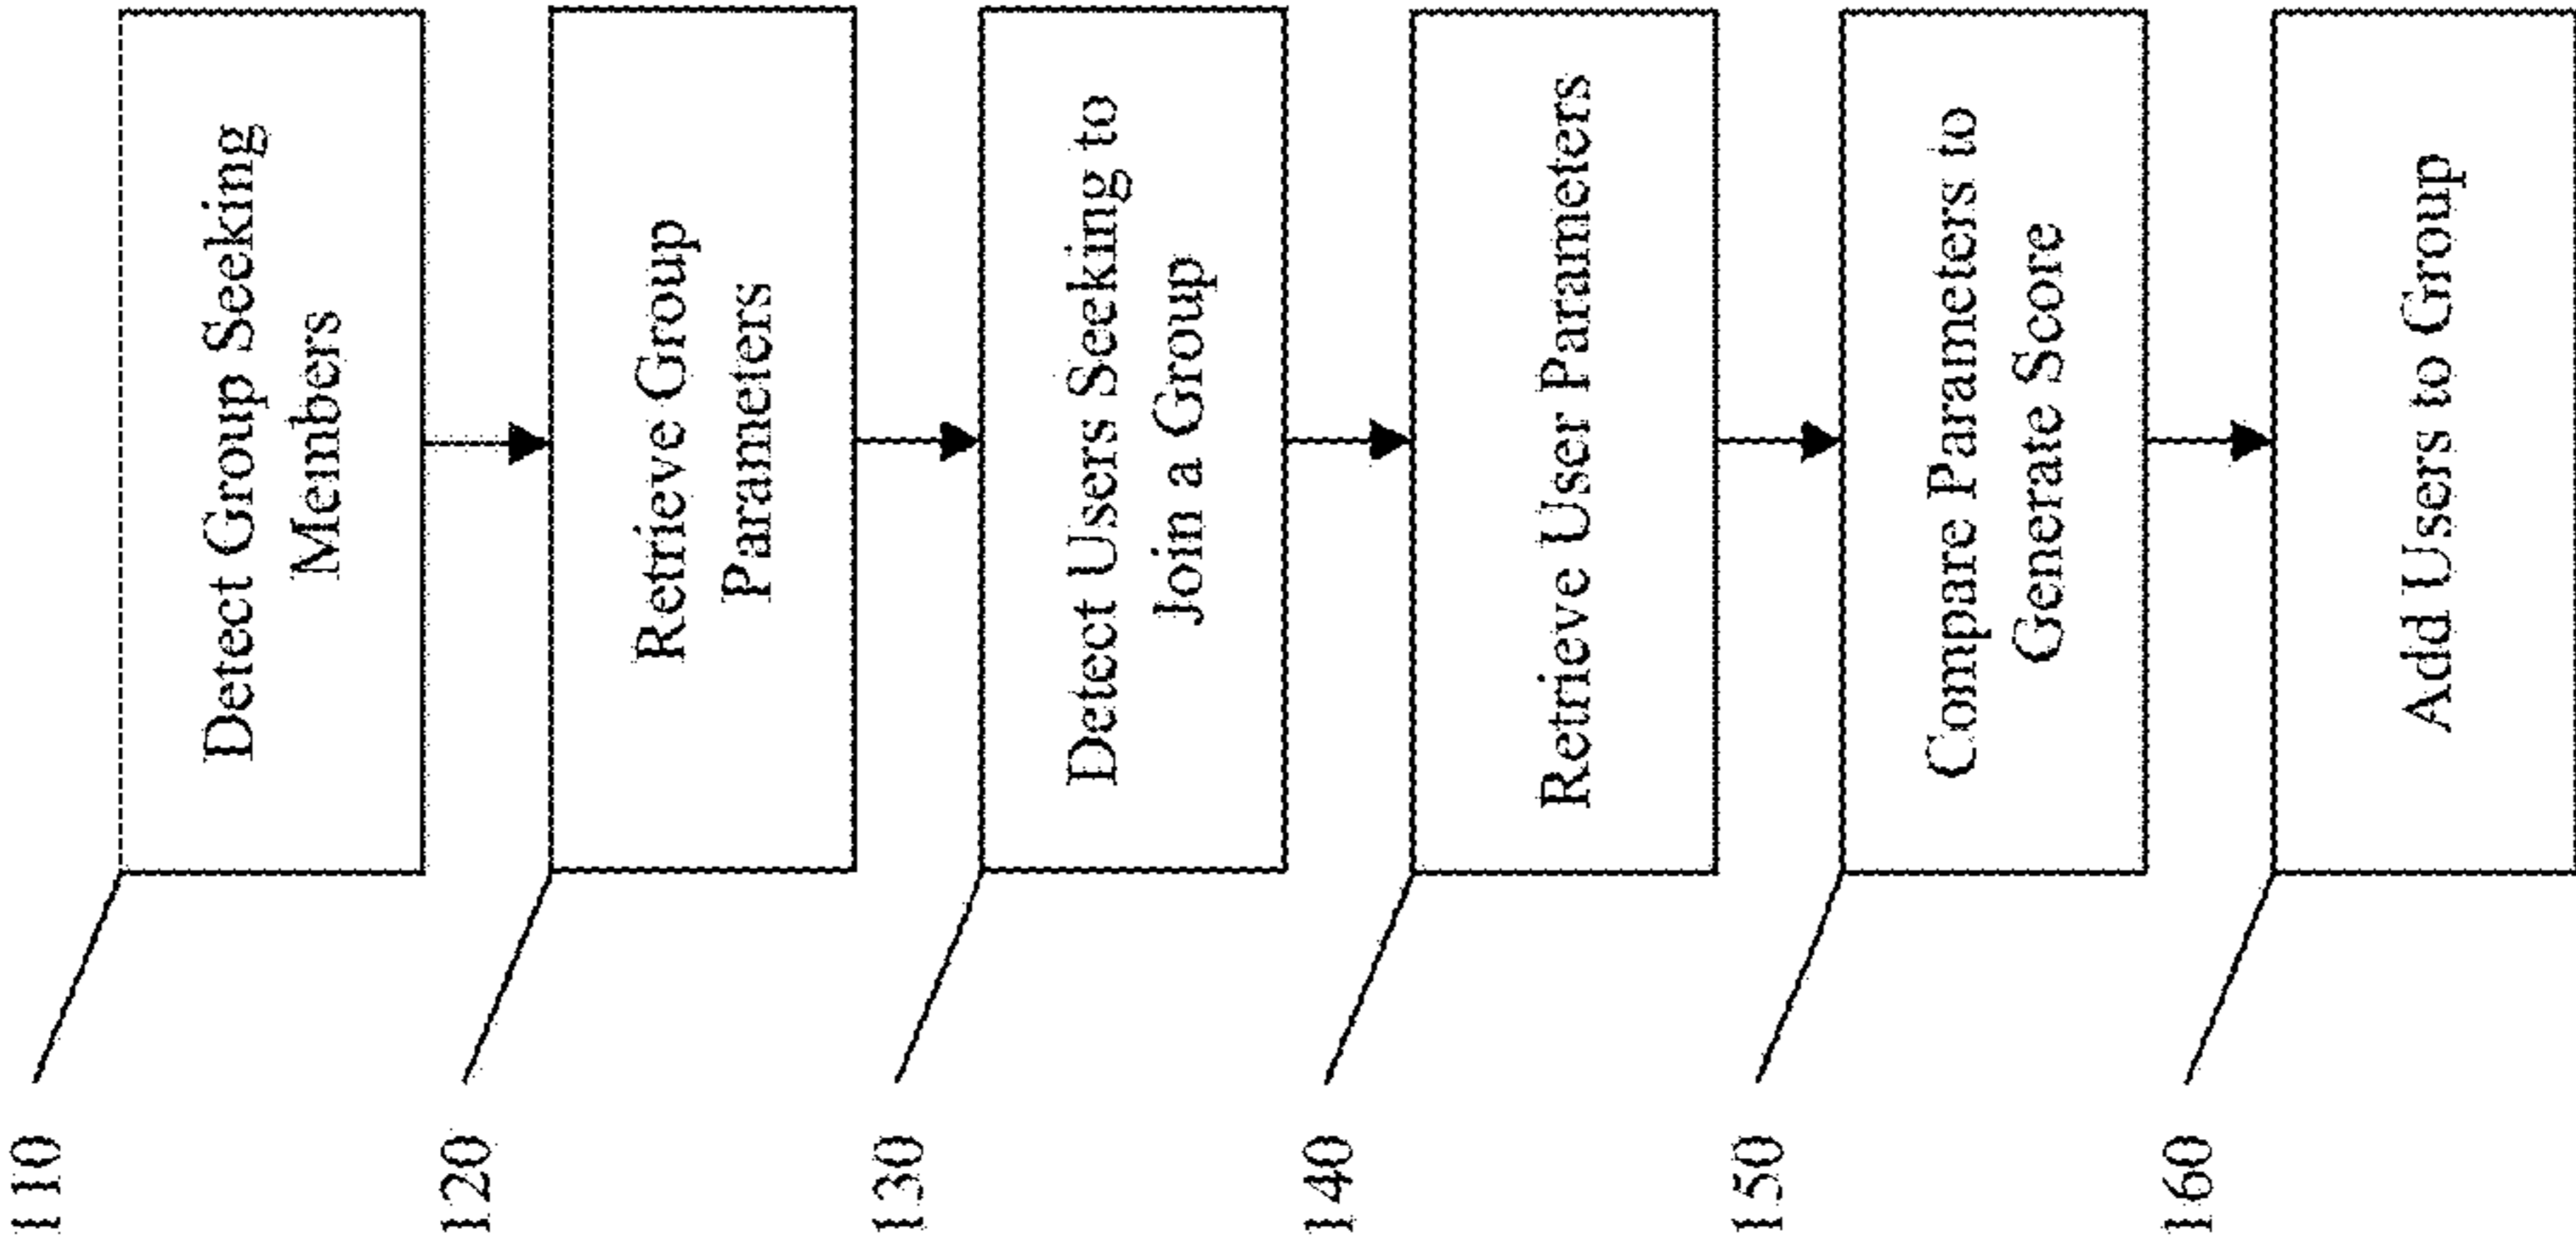 110
Detect Group Seeking
Members
120
Retrieve Group
Parameters
130
Detect Users Seeking to
Join a Group
140
Retrieve User Parameters
150
Compare Parameters to
Generate Score
160
Add Users to Group